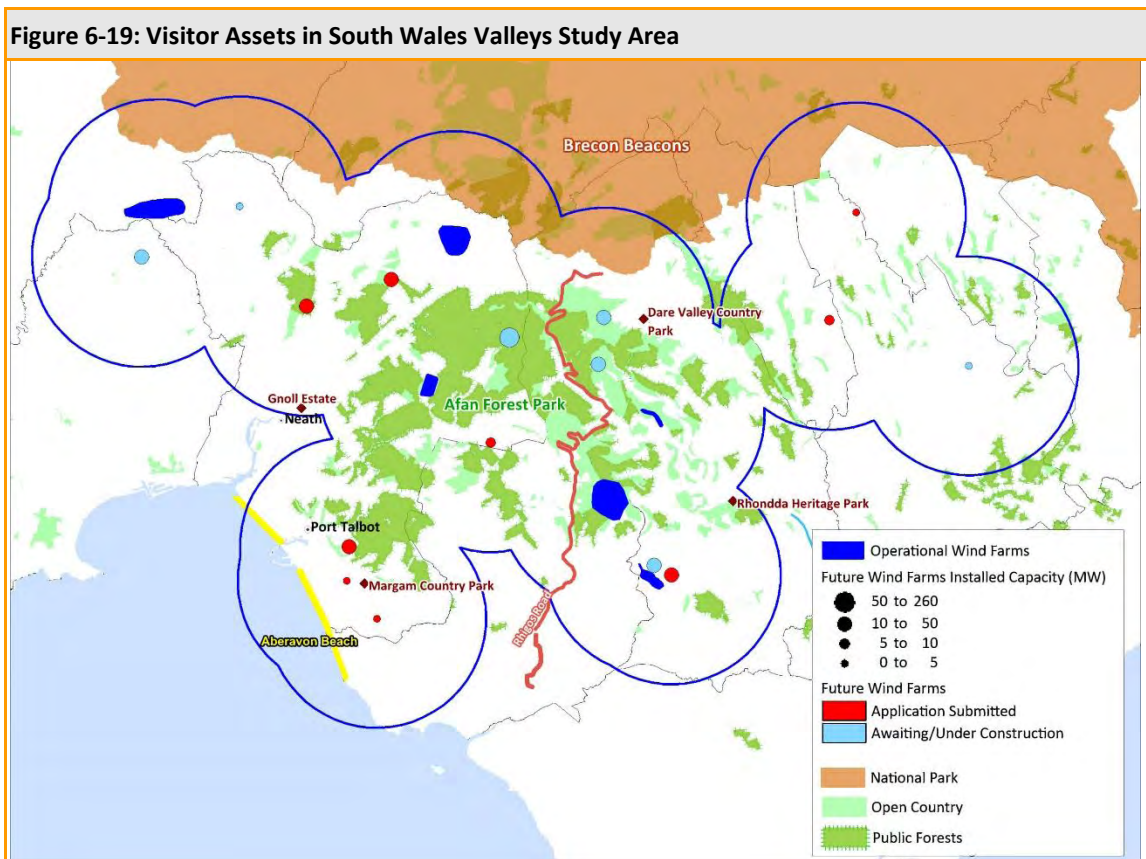 Figure 6-19: Visitor Assets in South Wales Valleys Study Area
Brecon Beacons
Dare Valley Country
Park
Gnoll Estate
Neath
Afan Forest Park
Rhondda Heritage Park
Port Talbot
Margam Country Park
Aberavon Beach
Rhigos Road
Operational Wind Farms
Future Wind Farms Installed Capacity (MW)
50 to 260
10 to 50
5 to 10
0 to 5
Future Wind Farms
Application Submitted
Awaiting/Under Construction
National Park
Open Country
Public Forests